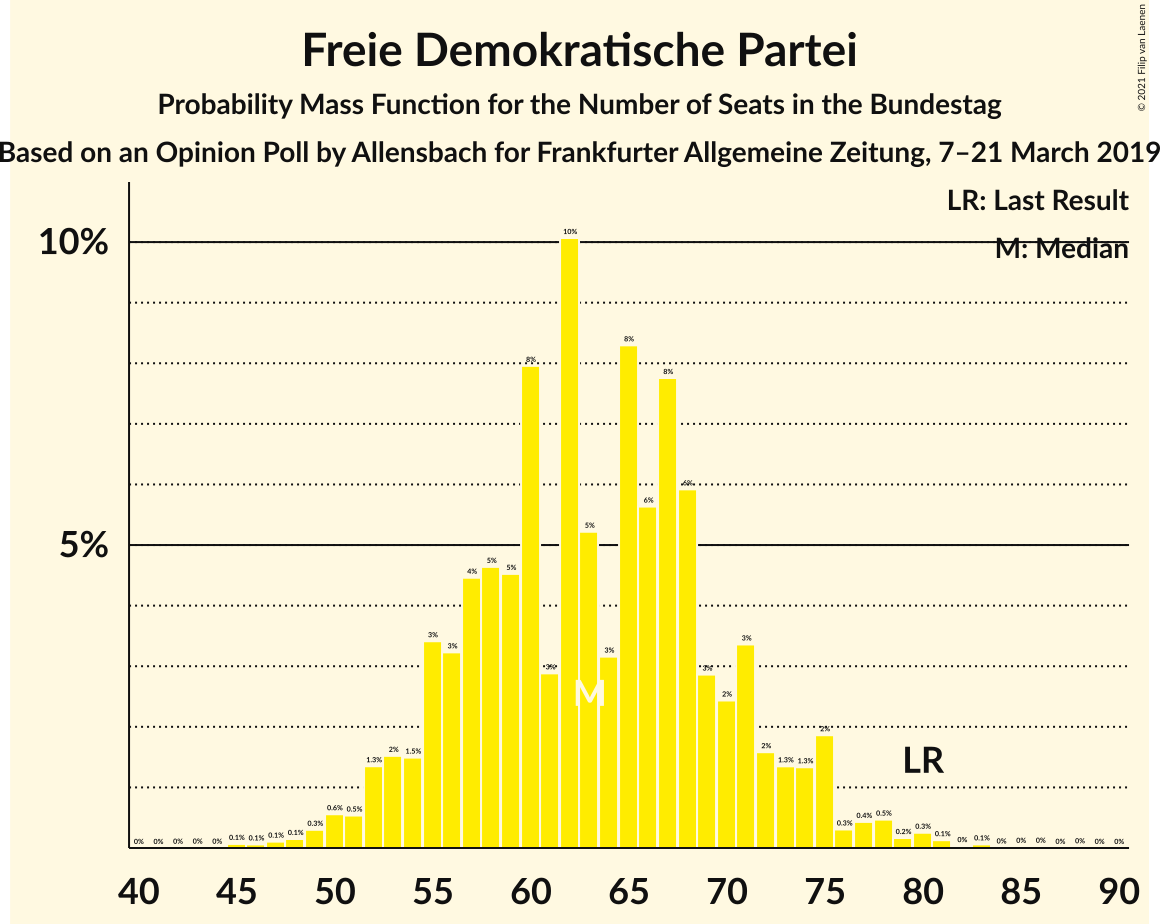 Freie Demokratische Partei
Probability Mass Function for the Number of Seats in the Bundestag
Based on an Opinion Poll by Allensbach for Frankfurter Allgemeine Zeitung, 7–21 March 2019
© 2021 Filip van Laenen
LR: Last Result
M: Median
10%
5%
0% 0% 0% 0% 0% 0.1% 0.1% 0.1% 0.1% 0.3% 0.6% 0.5% 1.3% 2% 1.5% 3% 3% 4% 5% 5% 8% 3% 10% 5% 3% 8% 6% 8% 6% 3% 2% 3% 2% 1.3% 1.3% 2% 0.3% 0.4% 0.5% 0.2% 0.3% 0.1% 0% 0.1% 0% 0% 0% 0% 0% 0% 0%
M
LR
40 45 50 55 60 65 70 75 80 85 90